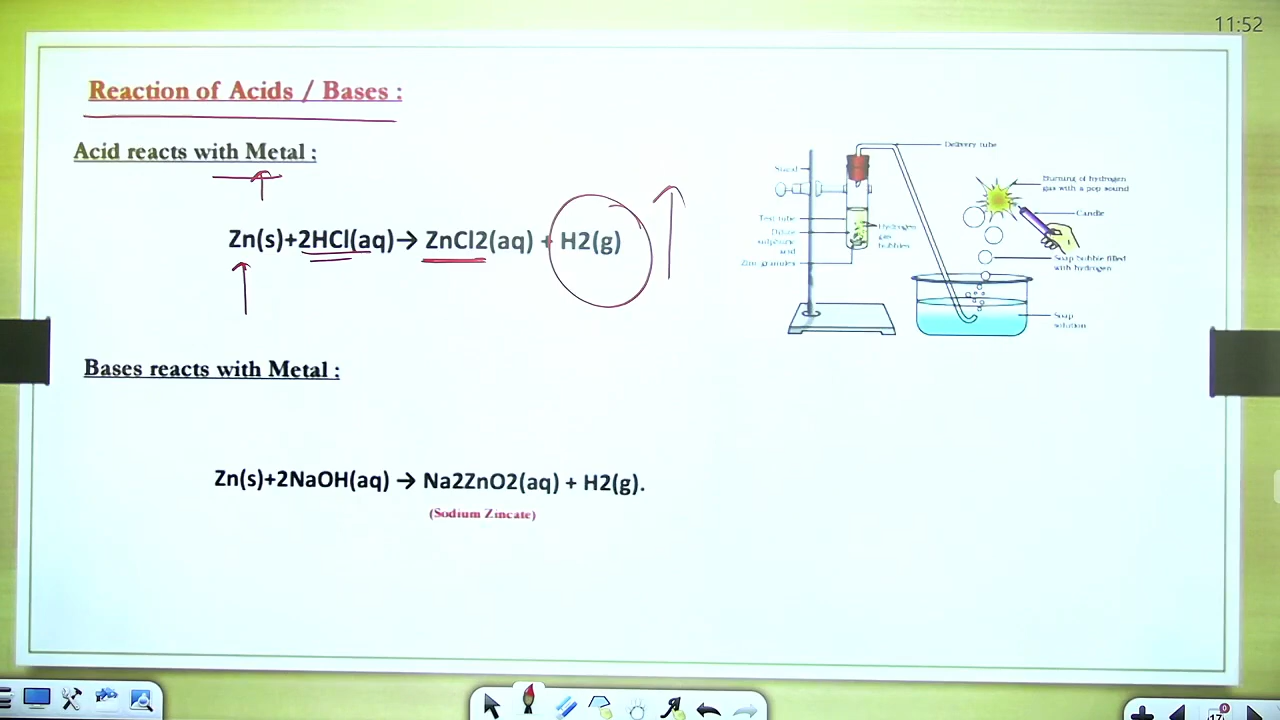 11:52
Reaction of Acids / Bases :
Acid reacts with Metal :
Zn(s)+2HCl(aq)→ ZnCl2(aq) + H2(g)
Delivery tube
Stand
Burning of hydrogen
gas with a pop sound
Candle
Test tube
Dilute
sulphuric
acid
Zinc granules
Hydrogen
gas
bubbles
Soap bubble filled
with hydrogen
Soap
solution
Bases reacts with Metal :
Zn(s)+2NaOH(aq) → Na2ZnO2(aq) + H2(g).
(Sodium Zincate)
17
0